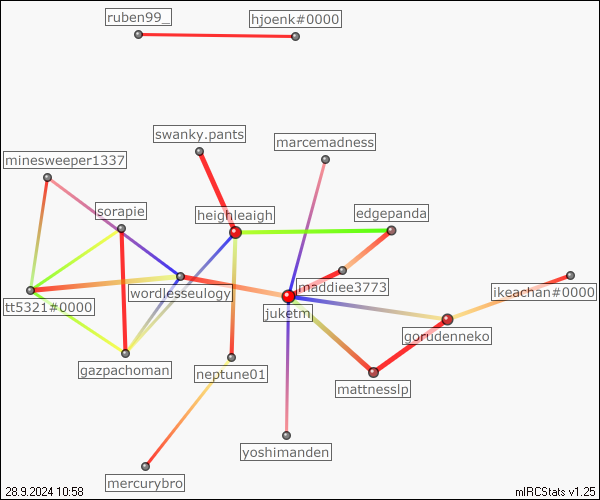 ruben99_
hjoenk#0000
swanky.pants
marcemadness
minesweeper1337
sorapie
heighleaigh
edgepanda
maddiee3773
ikeachan#0000
tt5321#0000
wordlesseulogy
juketm
gorudenneko
gazpachoman
neptune01
mattnesslp
yoshimanden
mercurybro
28.9.2024 10:58
mIRCStats v1.25